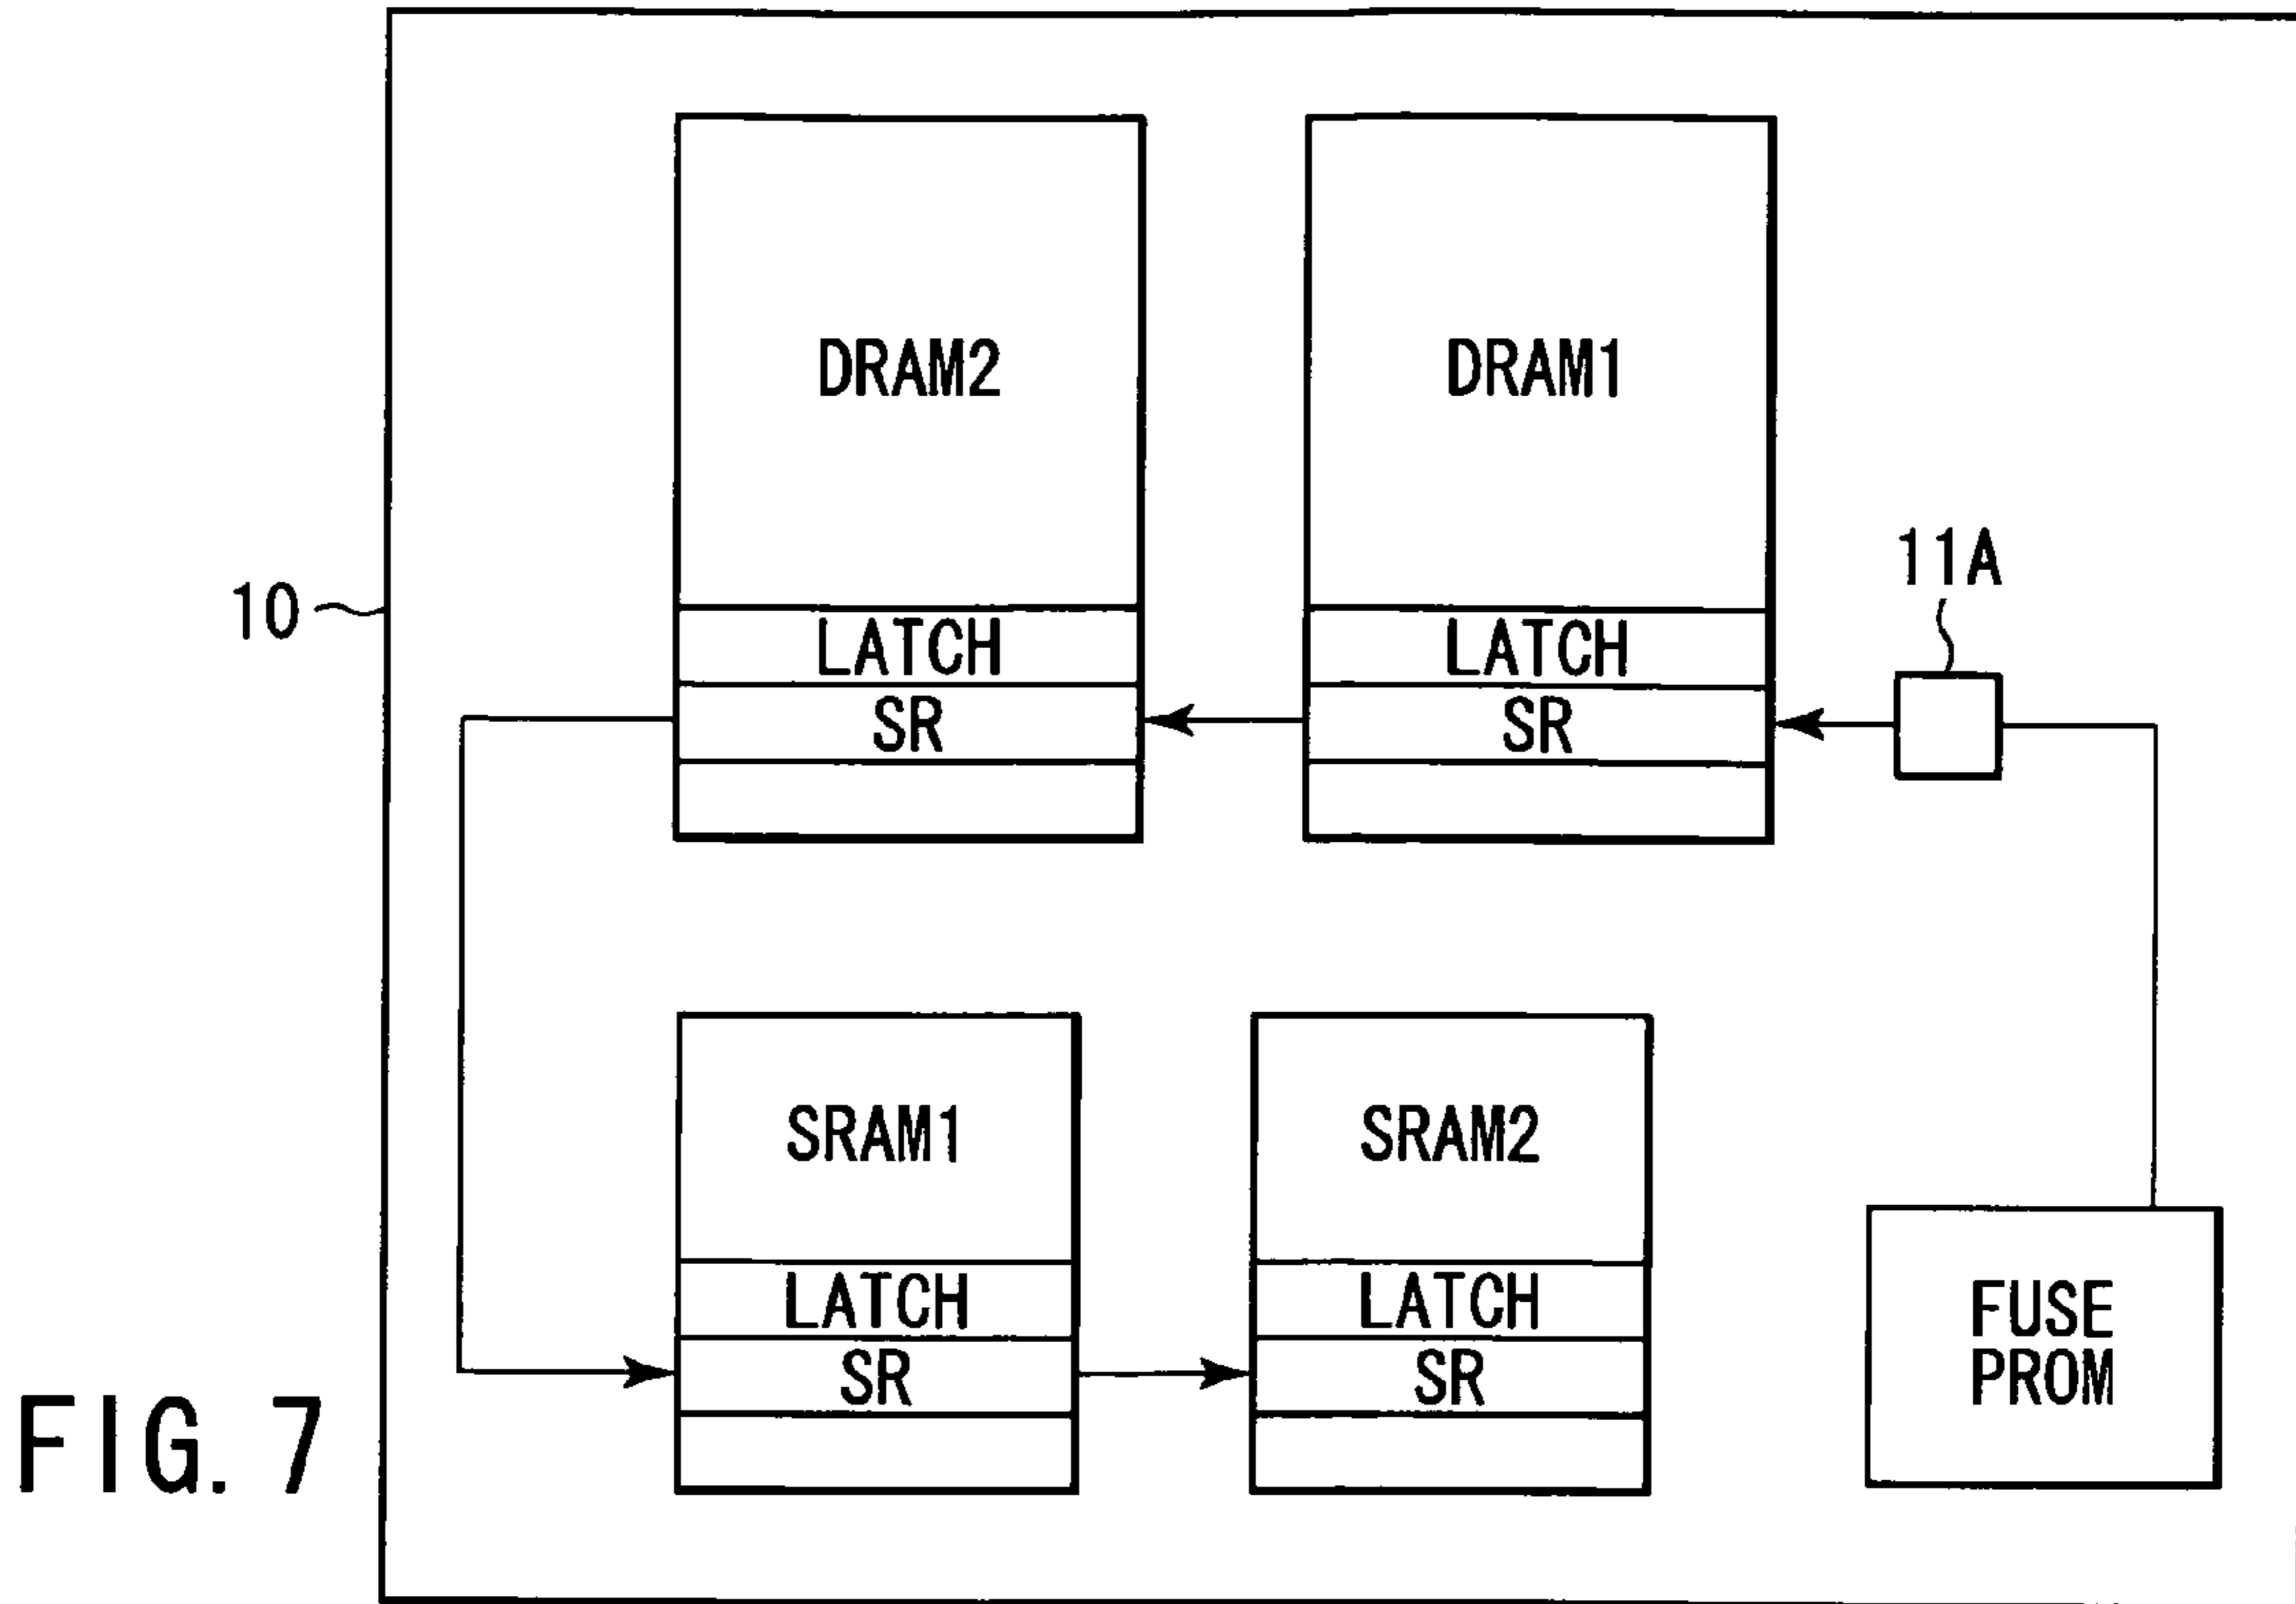 DRAM2
DRAM1
11A
10
LATCH
LATCH
SR
SR
SRAM1
SRAM2
LATCH
LATCH
FUSE
PROM
SR
SR
FIG. 7